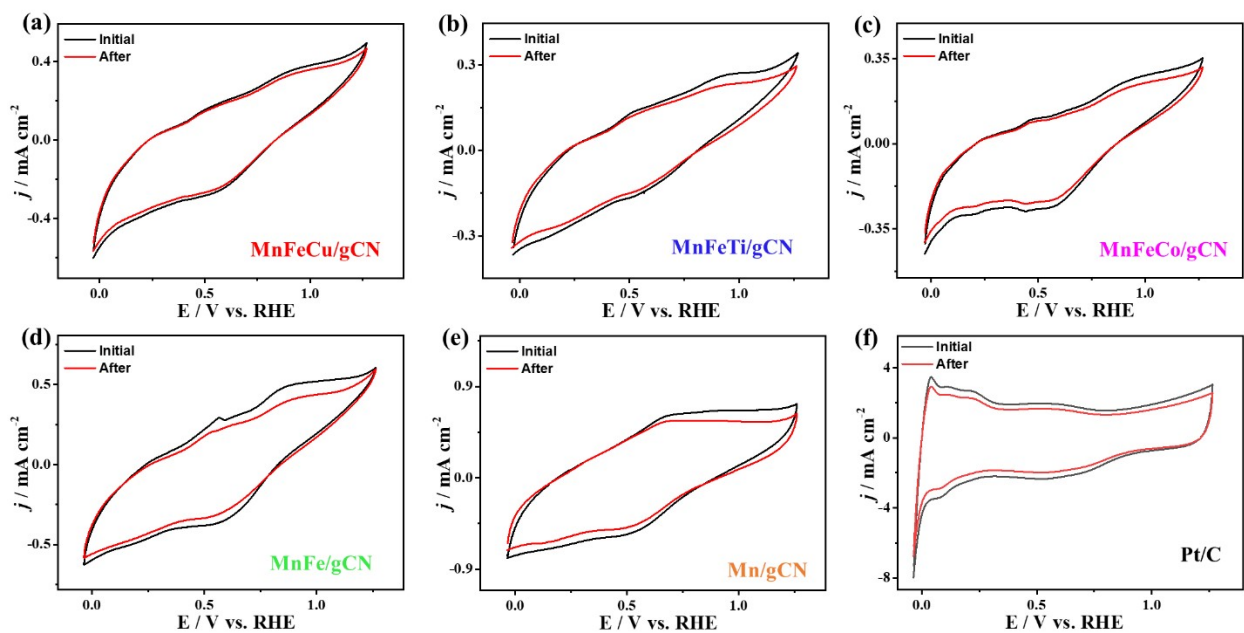 (a)
Initial
After
0.4
0.0
-0.4
j / mA cm-2
MnFeCu/gCN
0.0 0.5 1.0
E / V vs. RHE
(b)
Initial
After
0.3
0.0
-0.3
j / mA cm-2
MnFeTi/gCN
0.0 0.5 1.0
E / V vs. RHE
(c)
Initial
After
0.35
0.00
-0.35
j / mA cm-2
MnFeCo/gCN
0.0 0.5 1.0
E / V vs. RHE
(d)
Initial
After
0.5
0.0
-0.5
j / mA cm-2
MnFe/gCN
0.0 0.5 1.0
E / V vs. RHE
(e)
Initial
After
0.9
0.0
-0.9
j / mA cm-2
Mn/gCN
0.0 0.5 1.0
E / V vs. RHE
(f)
Initial
After
4
0
-4
-8
j / mA cm-2
Pt/C
0.0 0.5 1.0
E / V vs. RHE